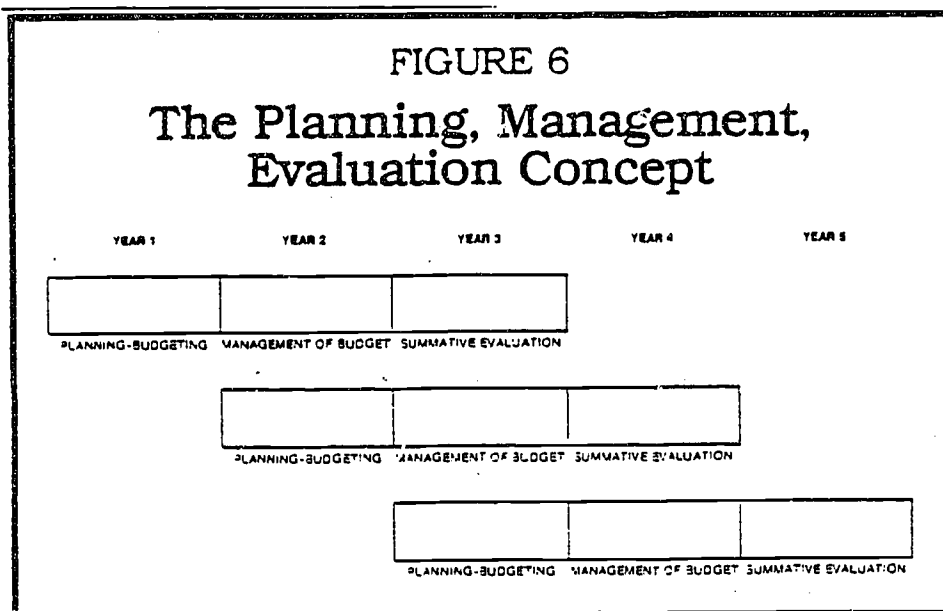 FIGURE 6
The Planning, Management,
Evaluation Concept
YEAR 1 YEAR 2 YEAR 3 YEAR 4 YEAR 5
PLANNING-BUDGETING MANAGEMENT OF BUDGET SUMMATIVE EVALUATION
PLANNING-BUDGETING MANAGEMENT OF BUDGET SUMMATIVE EVALUATION
PLANNING-BUDGETING MANAGEMENT OF BUDGET SUMMATIVE EVALUATION